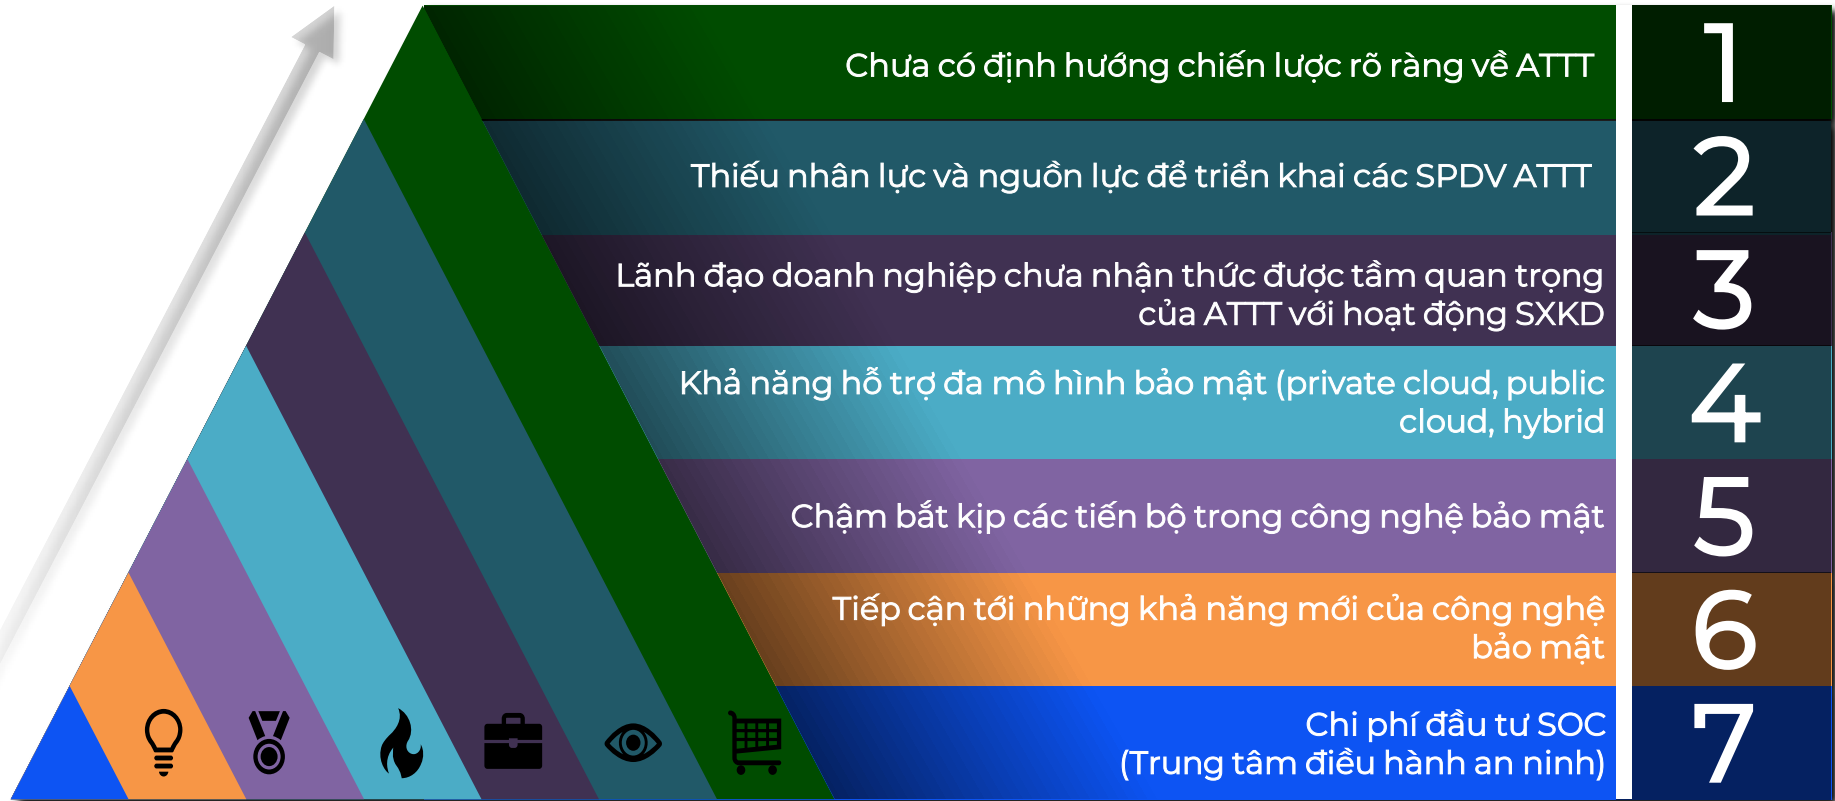 Chưa có định hướng chiến lược rõ ràng về ATTT
1
Thiếu nhân lực và nguồn lực để triển khai các SPDV ATTT
2
Lãnh đạo doanh nghiệp chưa nhận thức được tầm quan trọng
của ATTT với hoạt động SXKD
3
Khả năng hỗ trợ đa mô hình bảo mật (private cloud, public
cloud, hybrid
4
Chậm bắt kịp các tiến bộ trong công nghệ bảo mật
5
Tiếp cận tới những khả năng mới của công nghệ
bảo mật
6
Chi phí đầu tư SOC
(Trung tâm điều hành an ninh)
7